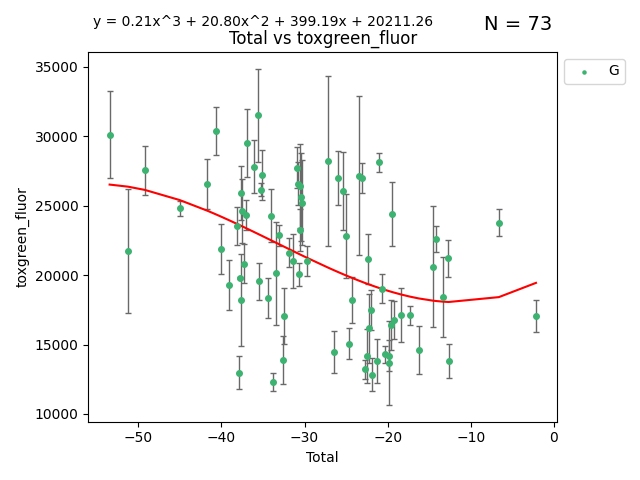 y = 0.21x^3 + 20.80x^2 + 399.19x + 20211.26
N = 73
Total vs toxgreen_fluor
G
35000
30000
25000
20000
15000
10000
toxgreen_fluor
−50
−40
−30
−20
−10
0
Total